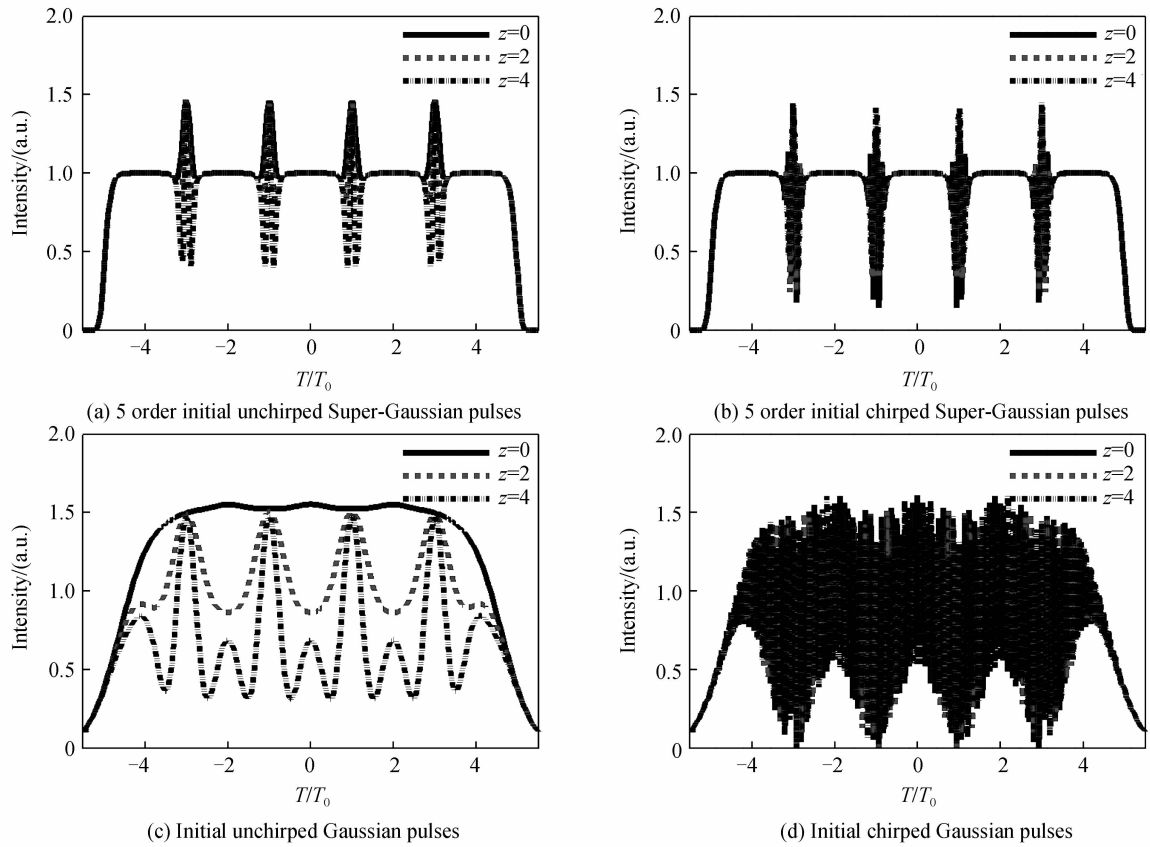 2.0
z=0
z=2
z=4
1.5
1.0
0.5
0
Intensity/(a.u.)
−4
−2
0
2
4
T/T0
(a) 5 order initial unchirped Super-Gaussian pulses
2.0
z=0
z=2
z=4
1.5
1.0
0.5
0
Intensity/(a.u.)
−4
−2
0
2
4
T/T0
(b) 5 order initial chirped Super-Gaussian pulses
2.0
z=0
z=2
z=4
1.5
1.0
0.5
0
Intensity/(a.u.)
−4
−2
0
2
4
T/T0
(c) Initial unchirped Gaussian pulses
2.0
z=0
z=2
z=4
1.5
1.0
0.5
0
Intensity/(a.u.)
−4
−2
0
2
4
T/T0
(d) Initial chirped Gaussian pulses